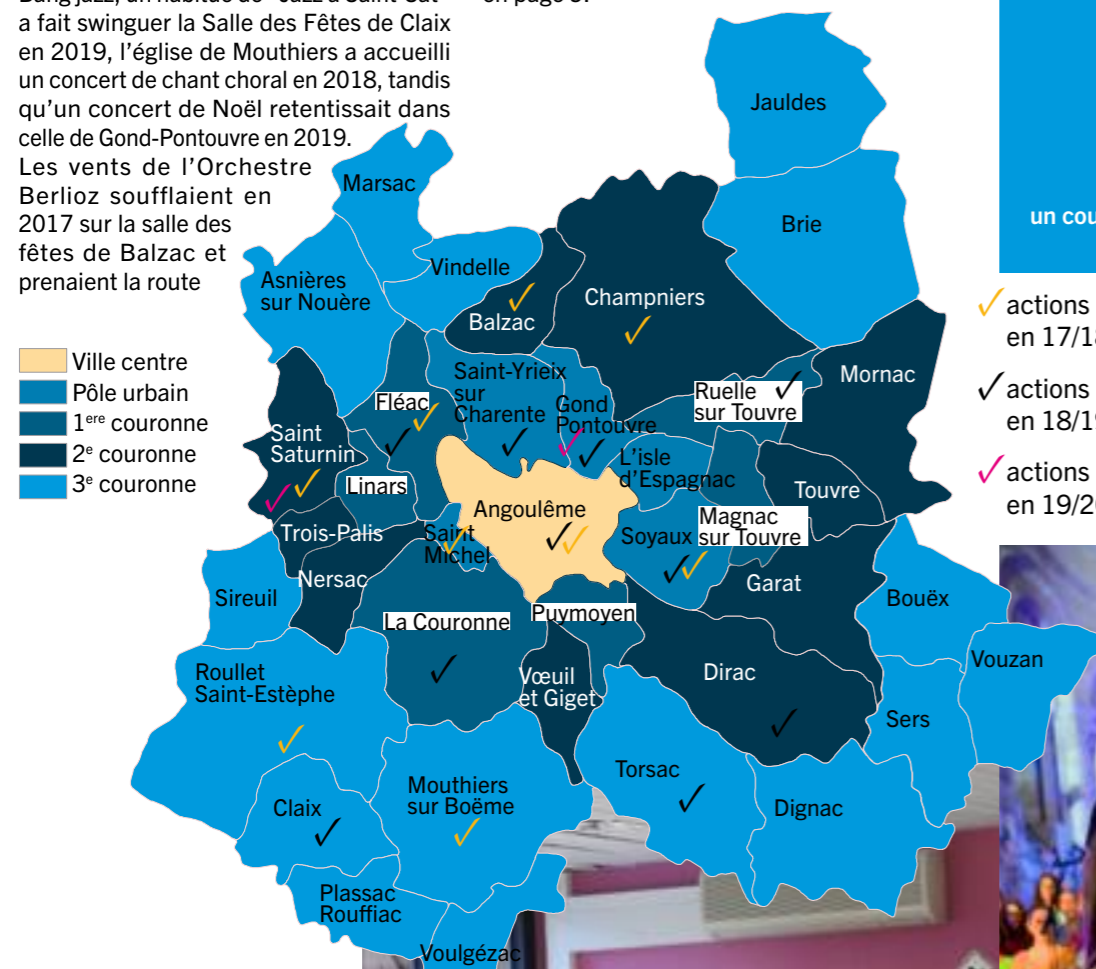 a fait swinguer la Salle des Fêtes de Claix
en 2019, l’église de Mouthiers a accueilli
un concert de chant choral en 2018, tandis
qu’un concert de Noël retentissait dans
celle de Gond-Pontouvre en 2019.
Les vents de l’Orchestre
Berlioz soufflaient en
2017 sur la salle des
fêtes de Balzac et
prenaient la route
Ville centre
Pôle urbain
1ere couronne
2e couronne
3e couronne
Jauldes
Marsac
Brie
Vindelle
Asnières
sur Nouère
Champniers
Balzac
Mornac
Saint-Yrieix
sur
Charente
Ruelle
sur Touvre
Fléac
Gond
Pontouvre
Saint
Saturnin
L’isle
d’Espagnac
Linars
Touvre
Angoulême
Magnac
sur Touvre
Trois-Palis
Saint
Michel
Soyaux
Nersac
Garat
Sireuil
Bouëx
La Couronne
Puymoyen
Vouzan
Roullet
Saint-Estèphe
Vœuil
et Giget
Dirac
Sers
Torsac
Mouthiers
sur Boëme
Claix
Dignac
Plassac
Rouffiac
Voulgézac
un cou
actions
en 17/18
actions
en 18/19
actions
en 19/20